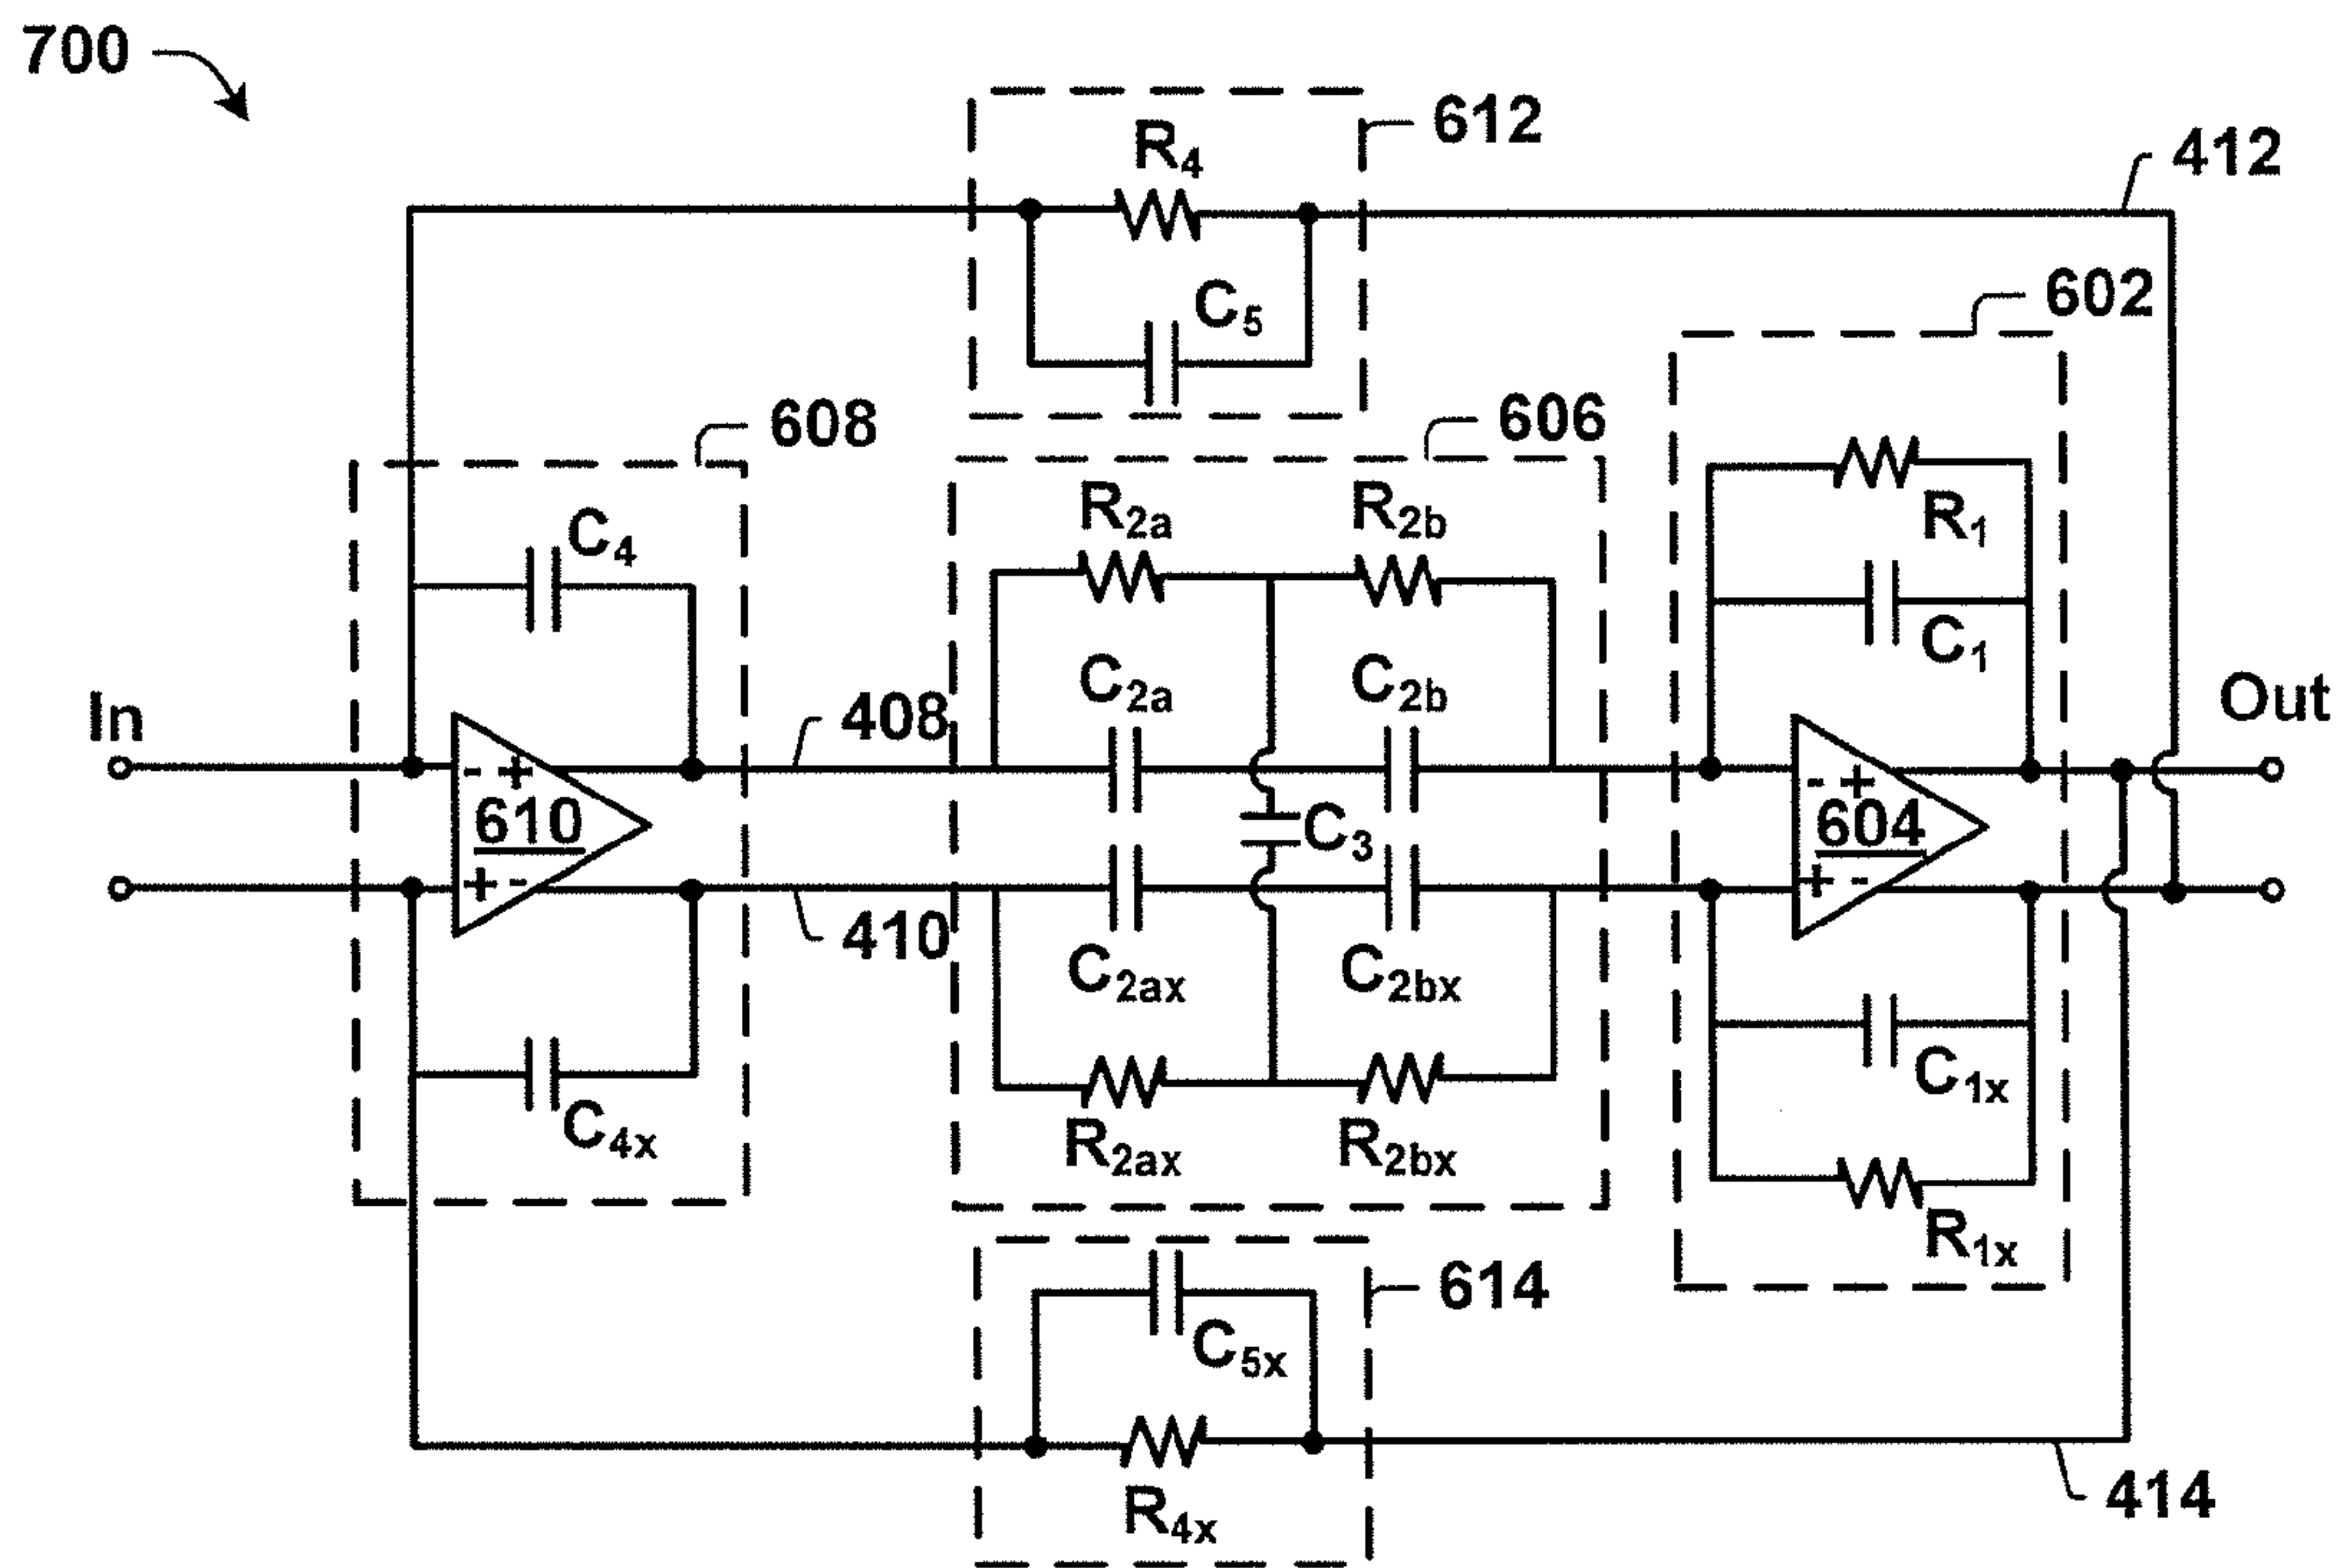 700
612
R4
412
C5
602
608
606
R2a
R2b
C4
R1
C1
In
408
C2a
C2b
Out
- +
610
+ -
C3
- +
604
+ -
410
C2ax
C2bx
C4x
C1x
R2ax
R2bx
R1x
614
C5x
R4x
414